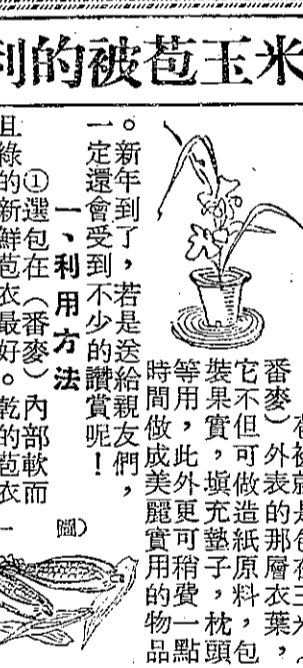 米玉苞被的利
番麥）外表的那層衣葉，
它不但可做造紙原料，包
裝果實，塡充墊子，枕頭
等用，此外更可稍費一點
時間做成美麗實用的物品
。新年到了，若是送給親友們，
一定還會受到不少的讚賞呢！
一、利用方法
①選包在（番麥）內部軟而
且綠的新鮮苞衣最好。乾的苞衣
（圖一